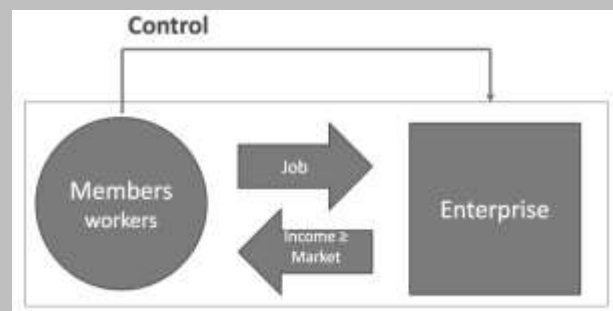 Control
Members
workers
Job
Income ≥
Market
Enterprise